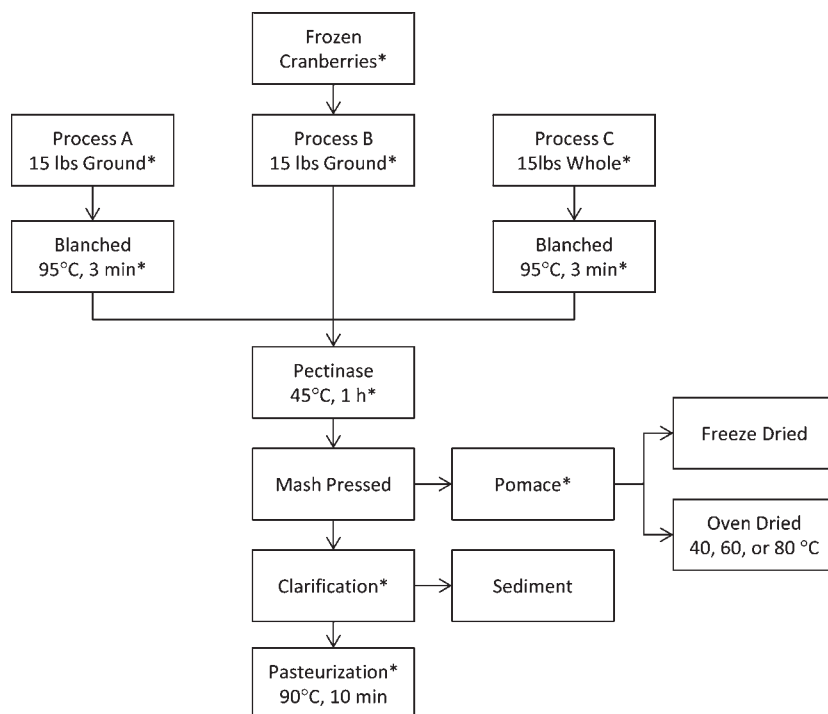 Frozen
Cranberries*
Process A
15 lbs Ground*
Process B
15 lbs Ground*
Process C
15lbs Whole*
Blanched
95°C, 3 min*
Blanched
95°C, 3 min*
Pectinase
45°C, 1 h*
Mash Pressed
Pomace*
Freeze Dried
Oven Dried
40, 60, or 80 °C
Clarification*
Sediment
Pasteurization*
90°C, 10 min